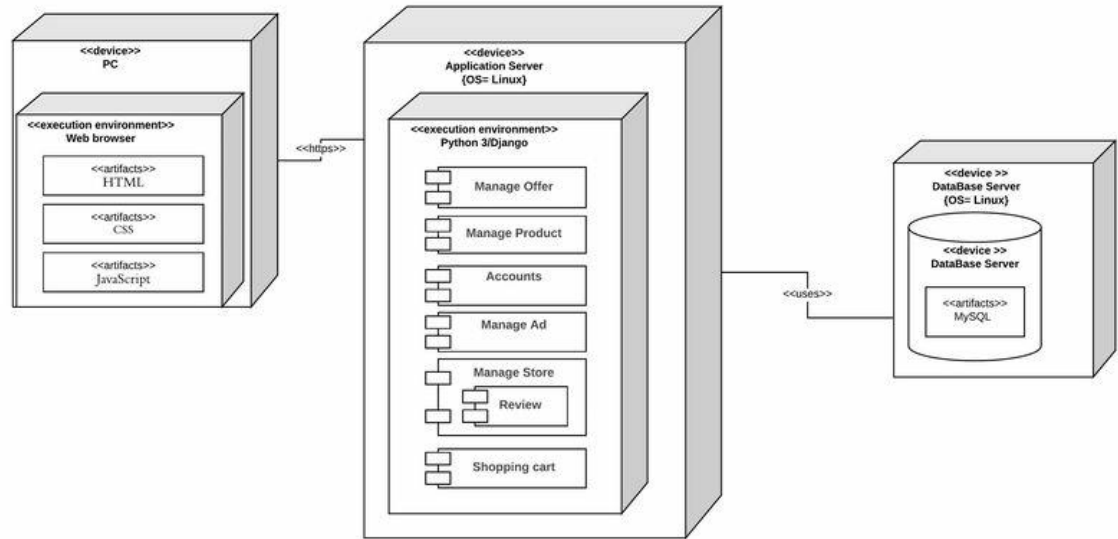 <<device>>
PC
<<execution environment>>
Web browser
<<artifacts>>
HTML
<<artifacts>>
CSS
<<artifacts>>
JavaScript
<<https>>
<<device>>
Application Server
{OS= Linux}
<<execution environment>>
Python 3/Django
Manage Offer
Manage Product
Accounts
Manage Ad
Manage Store
Review
Shopping cart
<<uses>>
<<device >>
DataBase Server
{OS= Linux}
<<device >>
DataBase Server
<<artifacts>>
MySQL